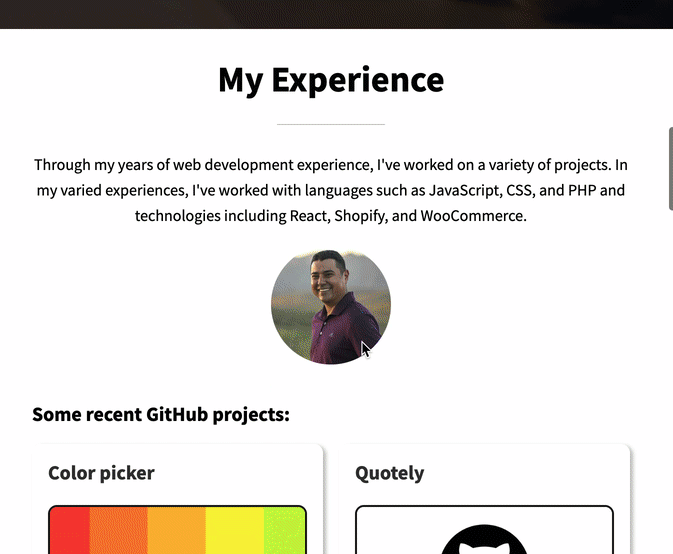 My Experience
Through my years of web development experience, I've worked on a variety of projects. In
my varied experiences, I've worked with languages such as JavaScript, CSS, and PHP and
technologies including React, Shopify, and WooCommerce.
Some recent GitHub projects:
Color picker
Quotely